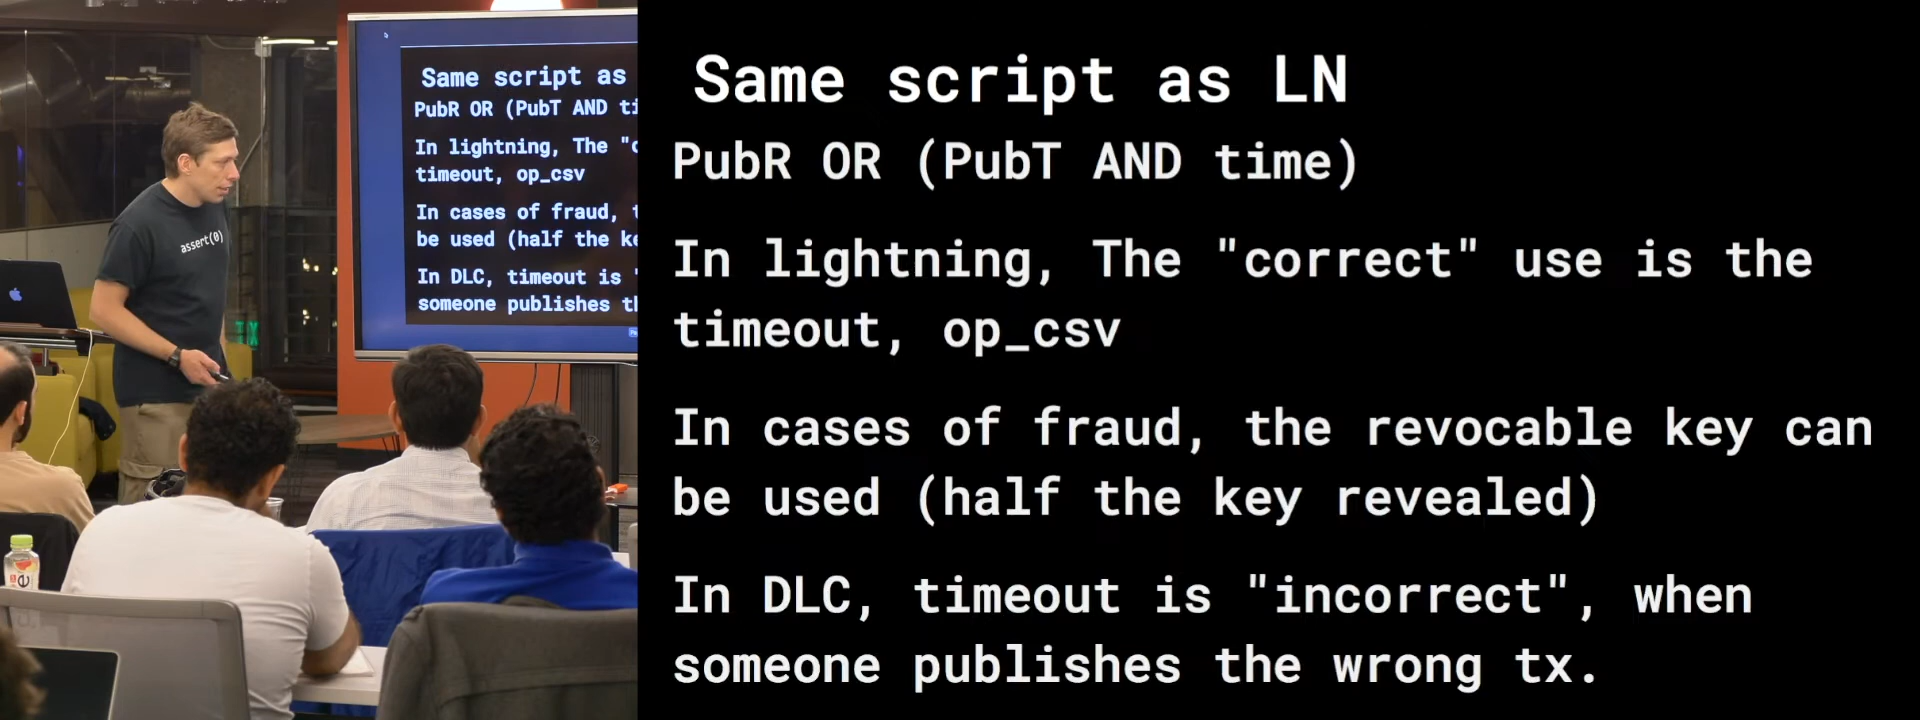 assert(0)
Same script as
PubR OR (PubT AND ti
In lightning, The "c
timeout, op_csv
In cases of fraud, t
be used (half the ke
In DLC, timeout is "
someone publishes th
Same script as LN
PubR OR (PubT AND time)
In lightning, The "correct" use is the
timeout, op_csv
In cases of fraud, the revocable key can
be used (half the key revealed)
In DLC, timeout is "incorrect", when
someone publishes the wrong tx.